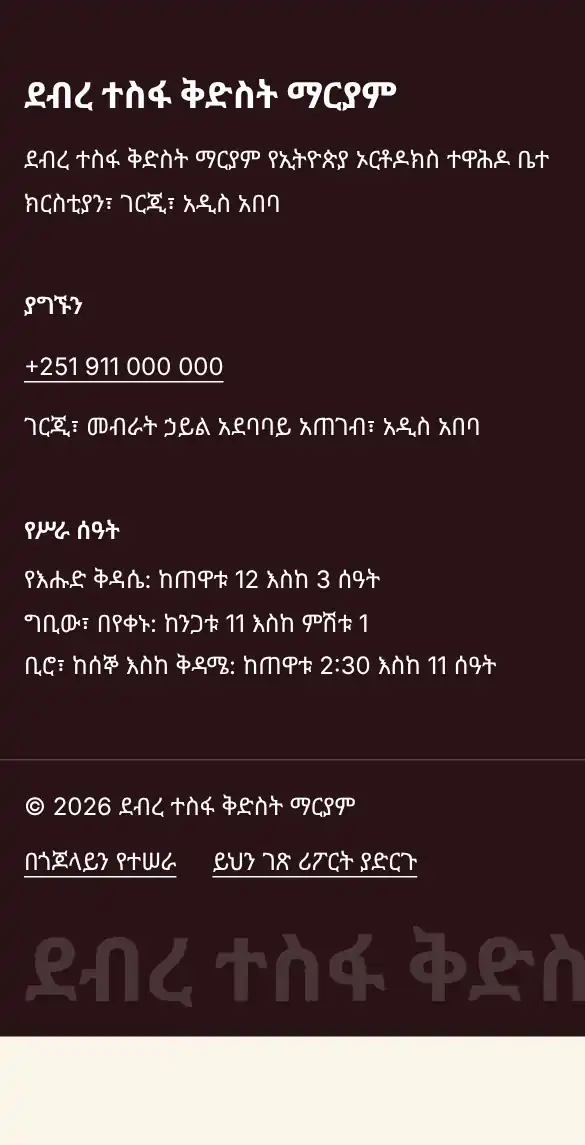 ደብረ ተስፋ ቅድስት ማርያም
ደብረ ተስፋ ቅድስት ማርያም የኢትዮጵያ ኦርቶዶክስ ተዋሕዶ ቤተ
ክርስቲያን፣ ገርጂ፣ አዲስ አበባ
ያግኙን
+251 911 000 000
ገርጂ፣ መብራት ኃይል አደባባይ አጠገብ፣ አዲስ አበባ
የሥራ ሰዓት
የእሑድ ቅዳሴ: ከጠዋቱ 12 እስከ 3 ሰዓት
ግቢው፣ በየቀኑ: ከንጋቱ 11 እስከ ምሽቱ 1
ቢሮ፣ ከሰኞ እስከ ቅዳሜ: ከጠዋቱ 2:30 እስከ 11 ሰዓት
© 2026 ደብረ ተስፋ ቅድስት ማርያም
በጎጆላይን የተሠራ ይህን ገጽ ሪፖርት ያድርጉ
ደብረ ተስፋ ቅድስ